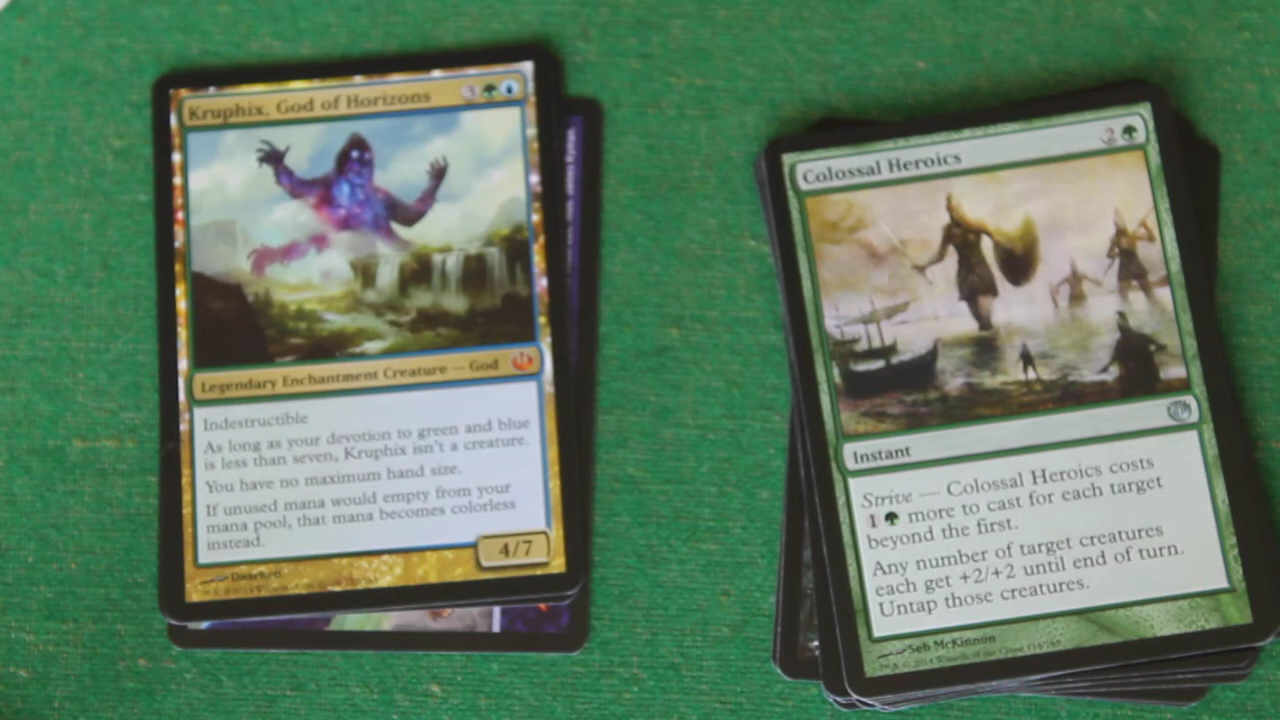 Kruphix, God of Horizons
3
Legendary Enchantment Creature — God
Indestructible
As long as your devotion to green and blue
is less than seven, Kruphix isn't a creature.
You have no maximum hand size.
If unused mana would empty from your
mana pool, that mana becomes colorless
instead.
4/7
Daarken
Colossal Heroics
2
Instant
Strive — Colossal Heroics costs
1 more to cast for each target
beyond the first.
Any number of target creatures
each get +2/+2 until end of turn.
Untap those creatures.
Seb McKinnon